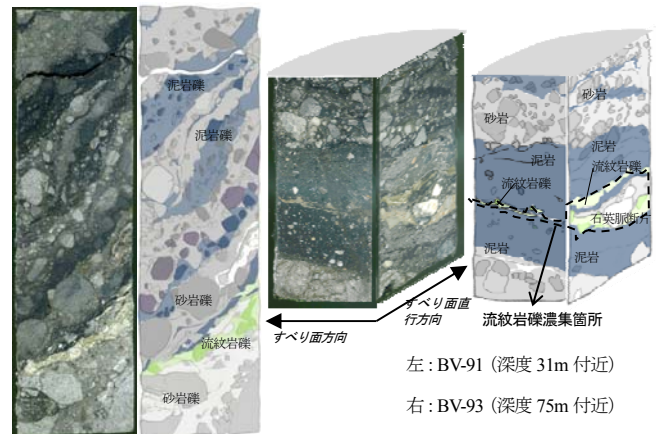 泥岩礫
泥岩礫
砂岩礫
流紋岩礫
砂岩礫
すべり面方向
すべり面直
行方向
砂岩
砂岩
泥岩
泥岩
流紋岩礫
流紋岩礫
石英脈断片
泥岩
泥岩
流紋岩礫濃集箇所
左 : BV-91 (深度 31m 付近)
右 : BV-93 (深度 75m 付近)